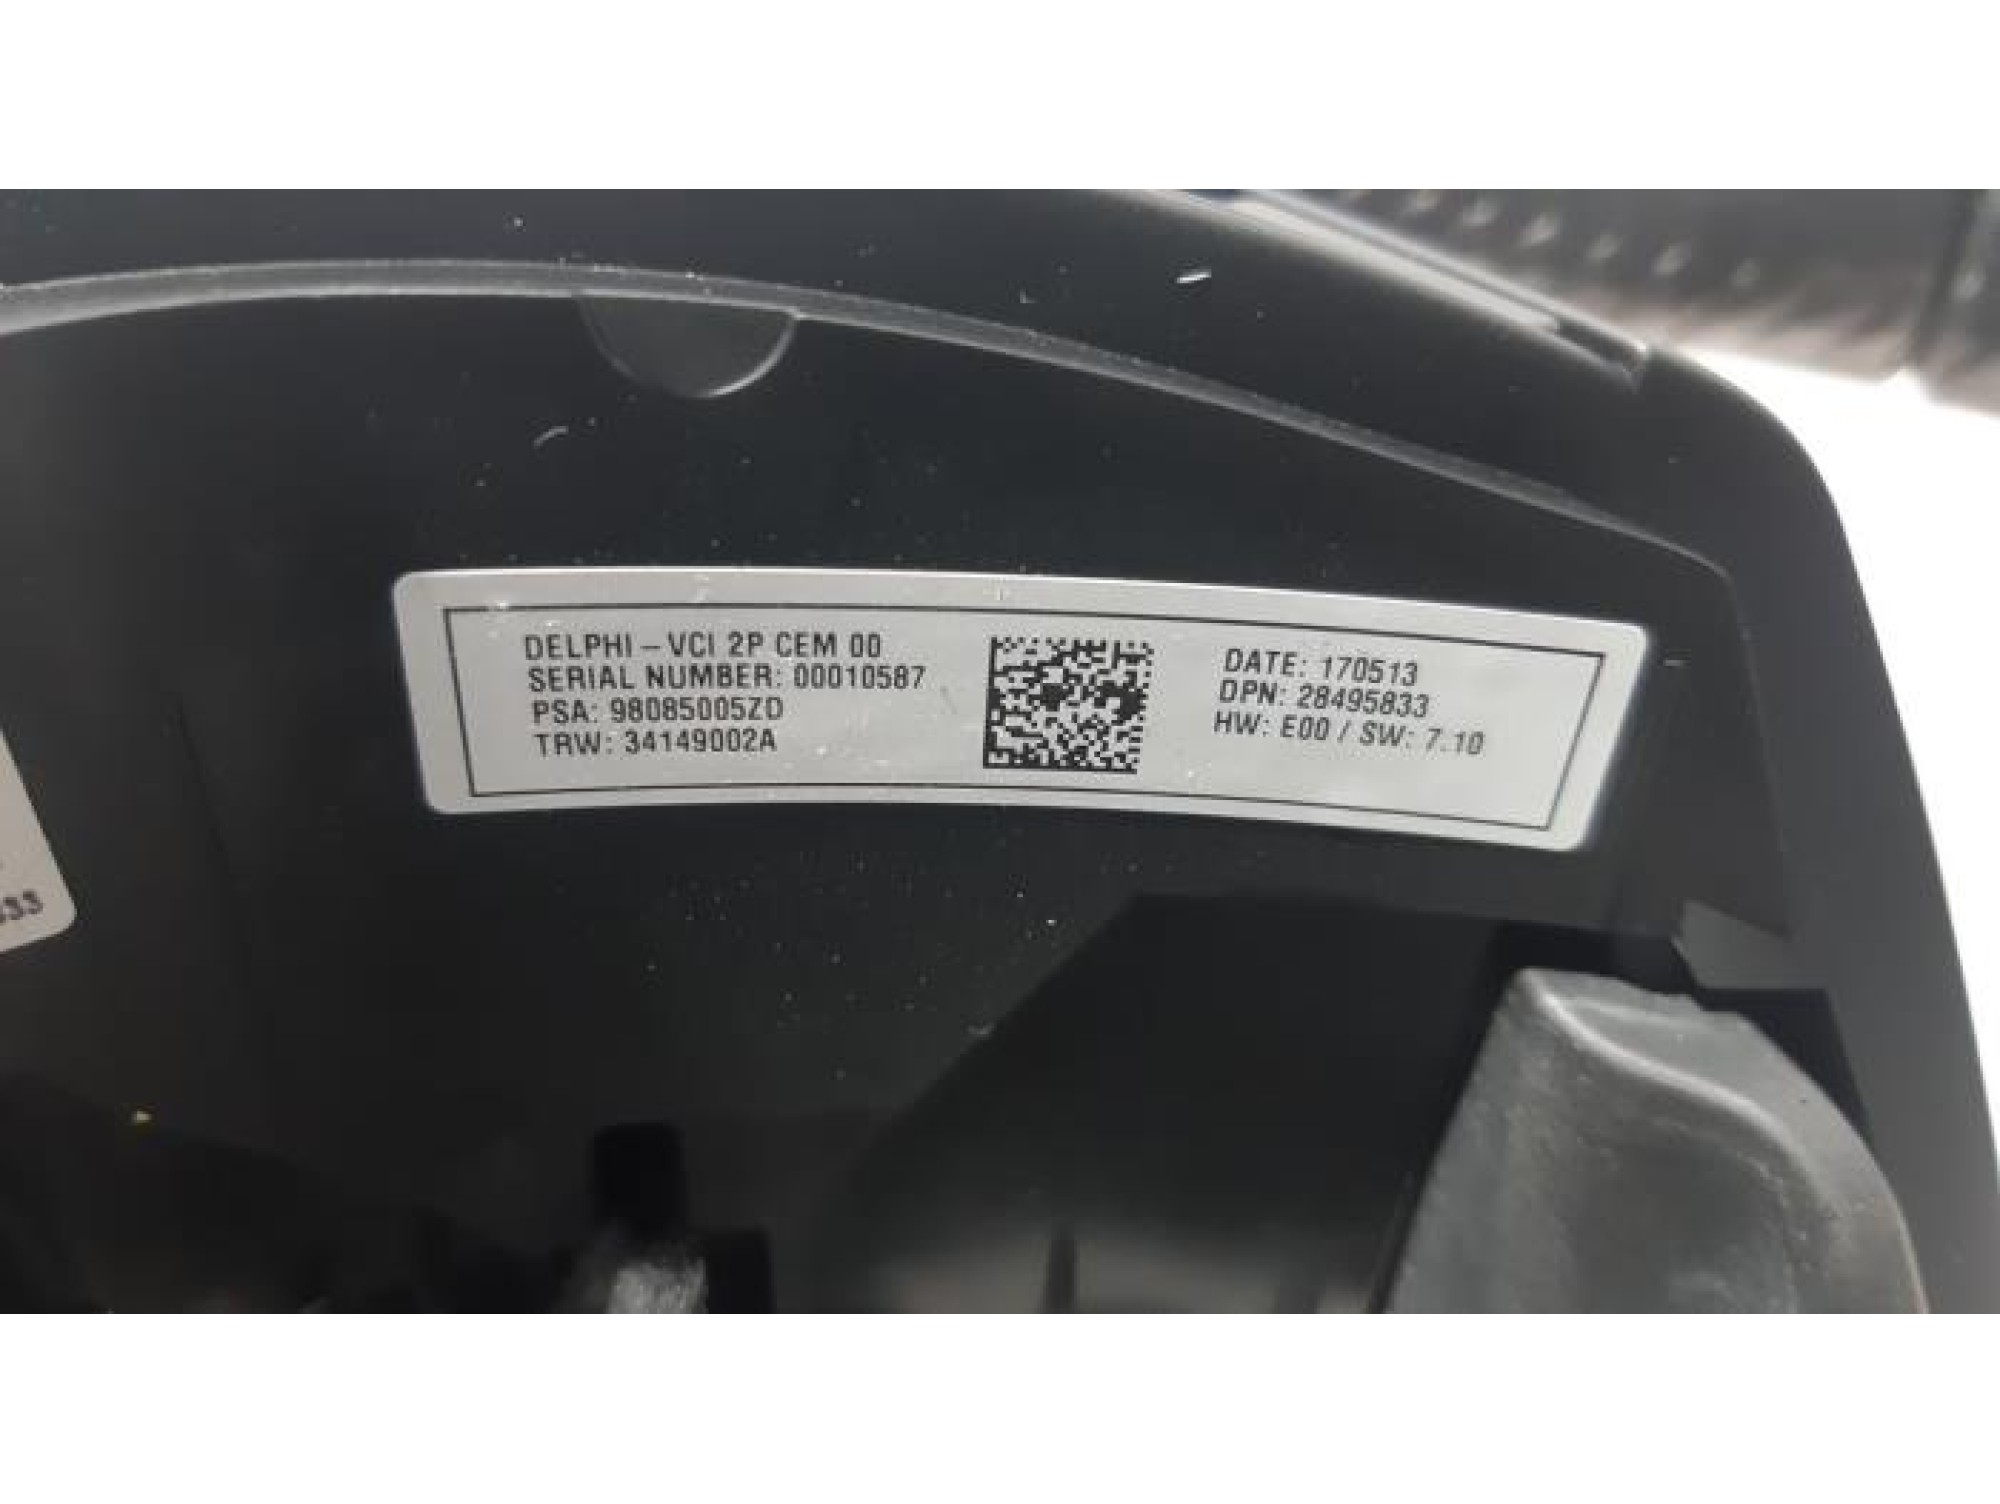 DELPHI – VCI 2P CEM 00
SERIAL NUMBER: 00010587
PSA: 98085005ZD
TRW: 34149002A
DATE: 170513
DPN: 28495833
HW: E00 / SW: 7.10
33